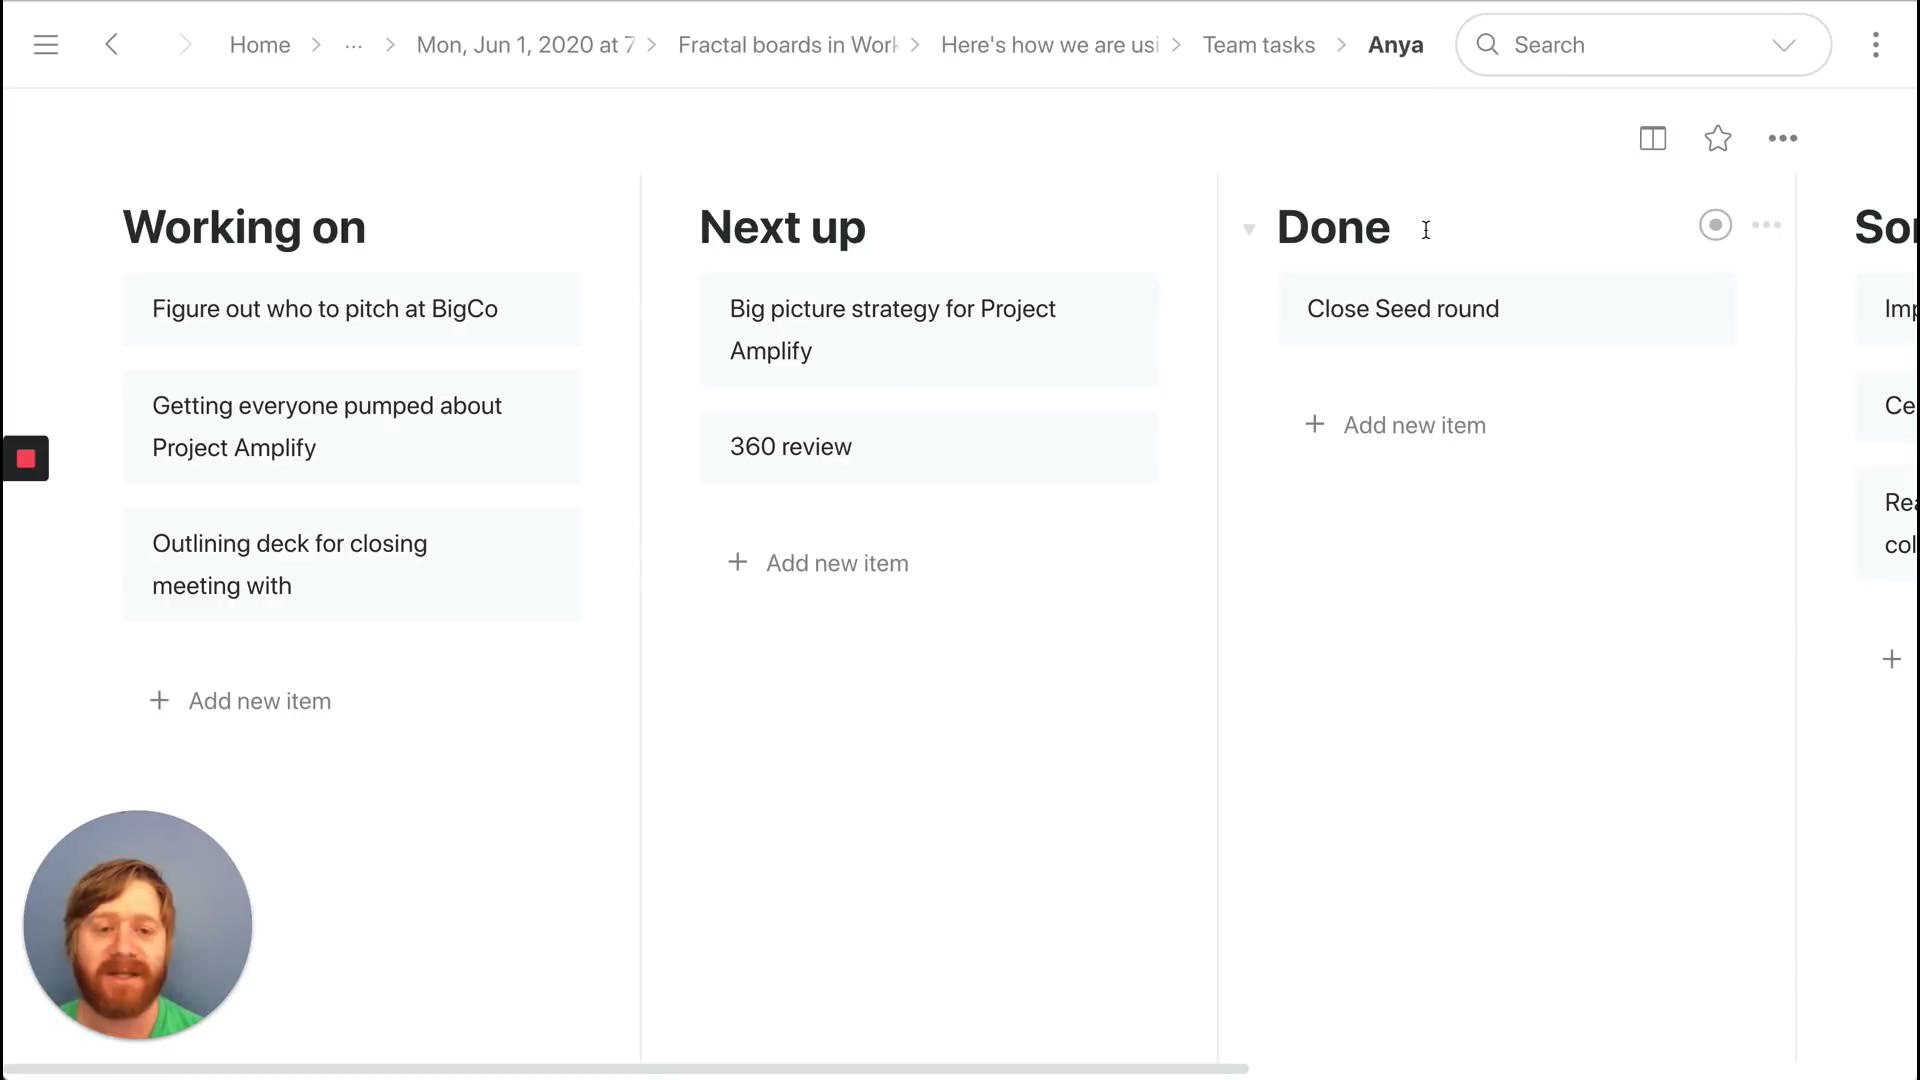 Home > ... > Mon, Jun 1, 2020 at 7 > Fractal boards in Work > Here's how we are usi > Team tasks > Anya
Search
Working on
Figure out who to pitch at BigCo
Getting everyone pumped about
Project Amplify
Outlining deck for closing
meeting with
+ Add new item
Next up
Big picture strategy for Project
Amplify
360 review
+ Add new item
Done
Close Seed round
+ Add new item